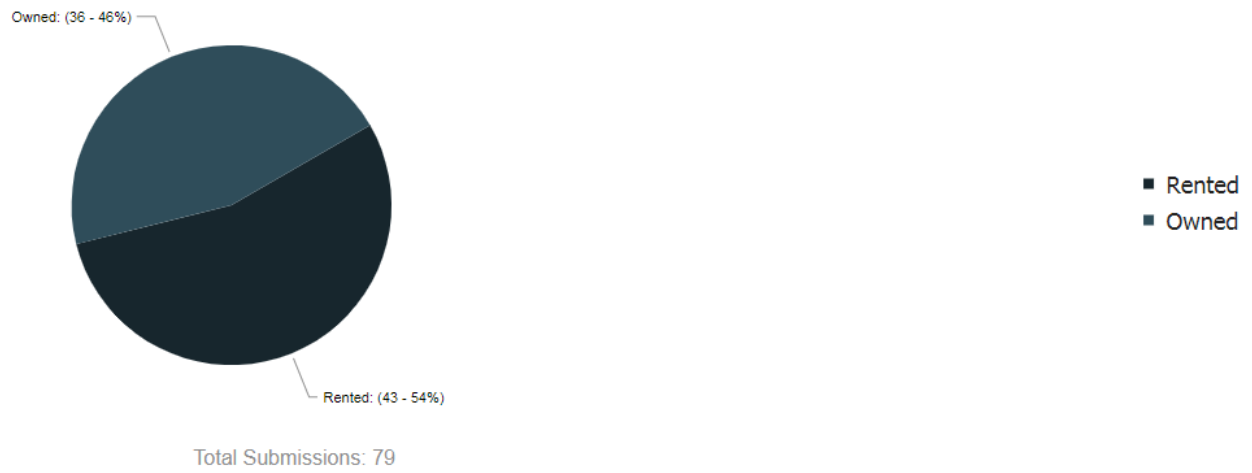 Owned: (36 - 46%)
Rented
Owned
Rented: (43 - 54%)
Total Submissions: 79